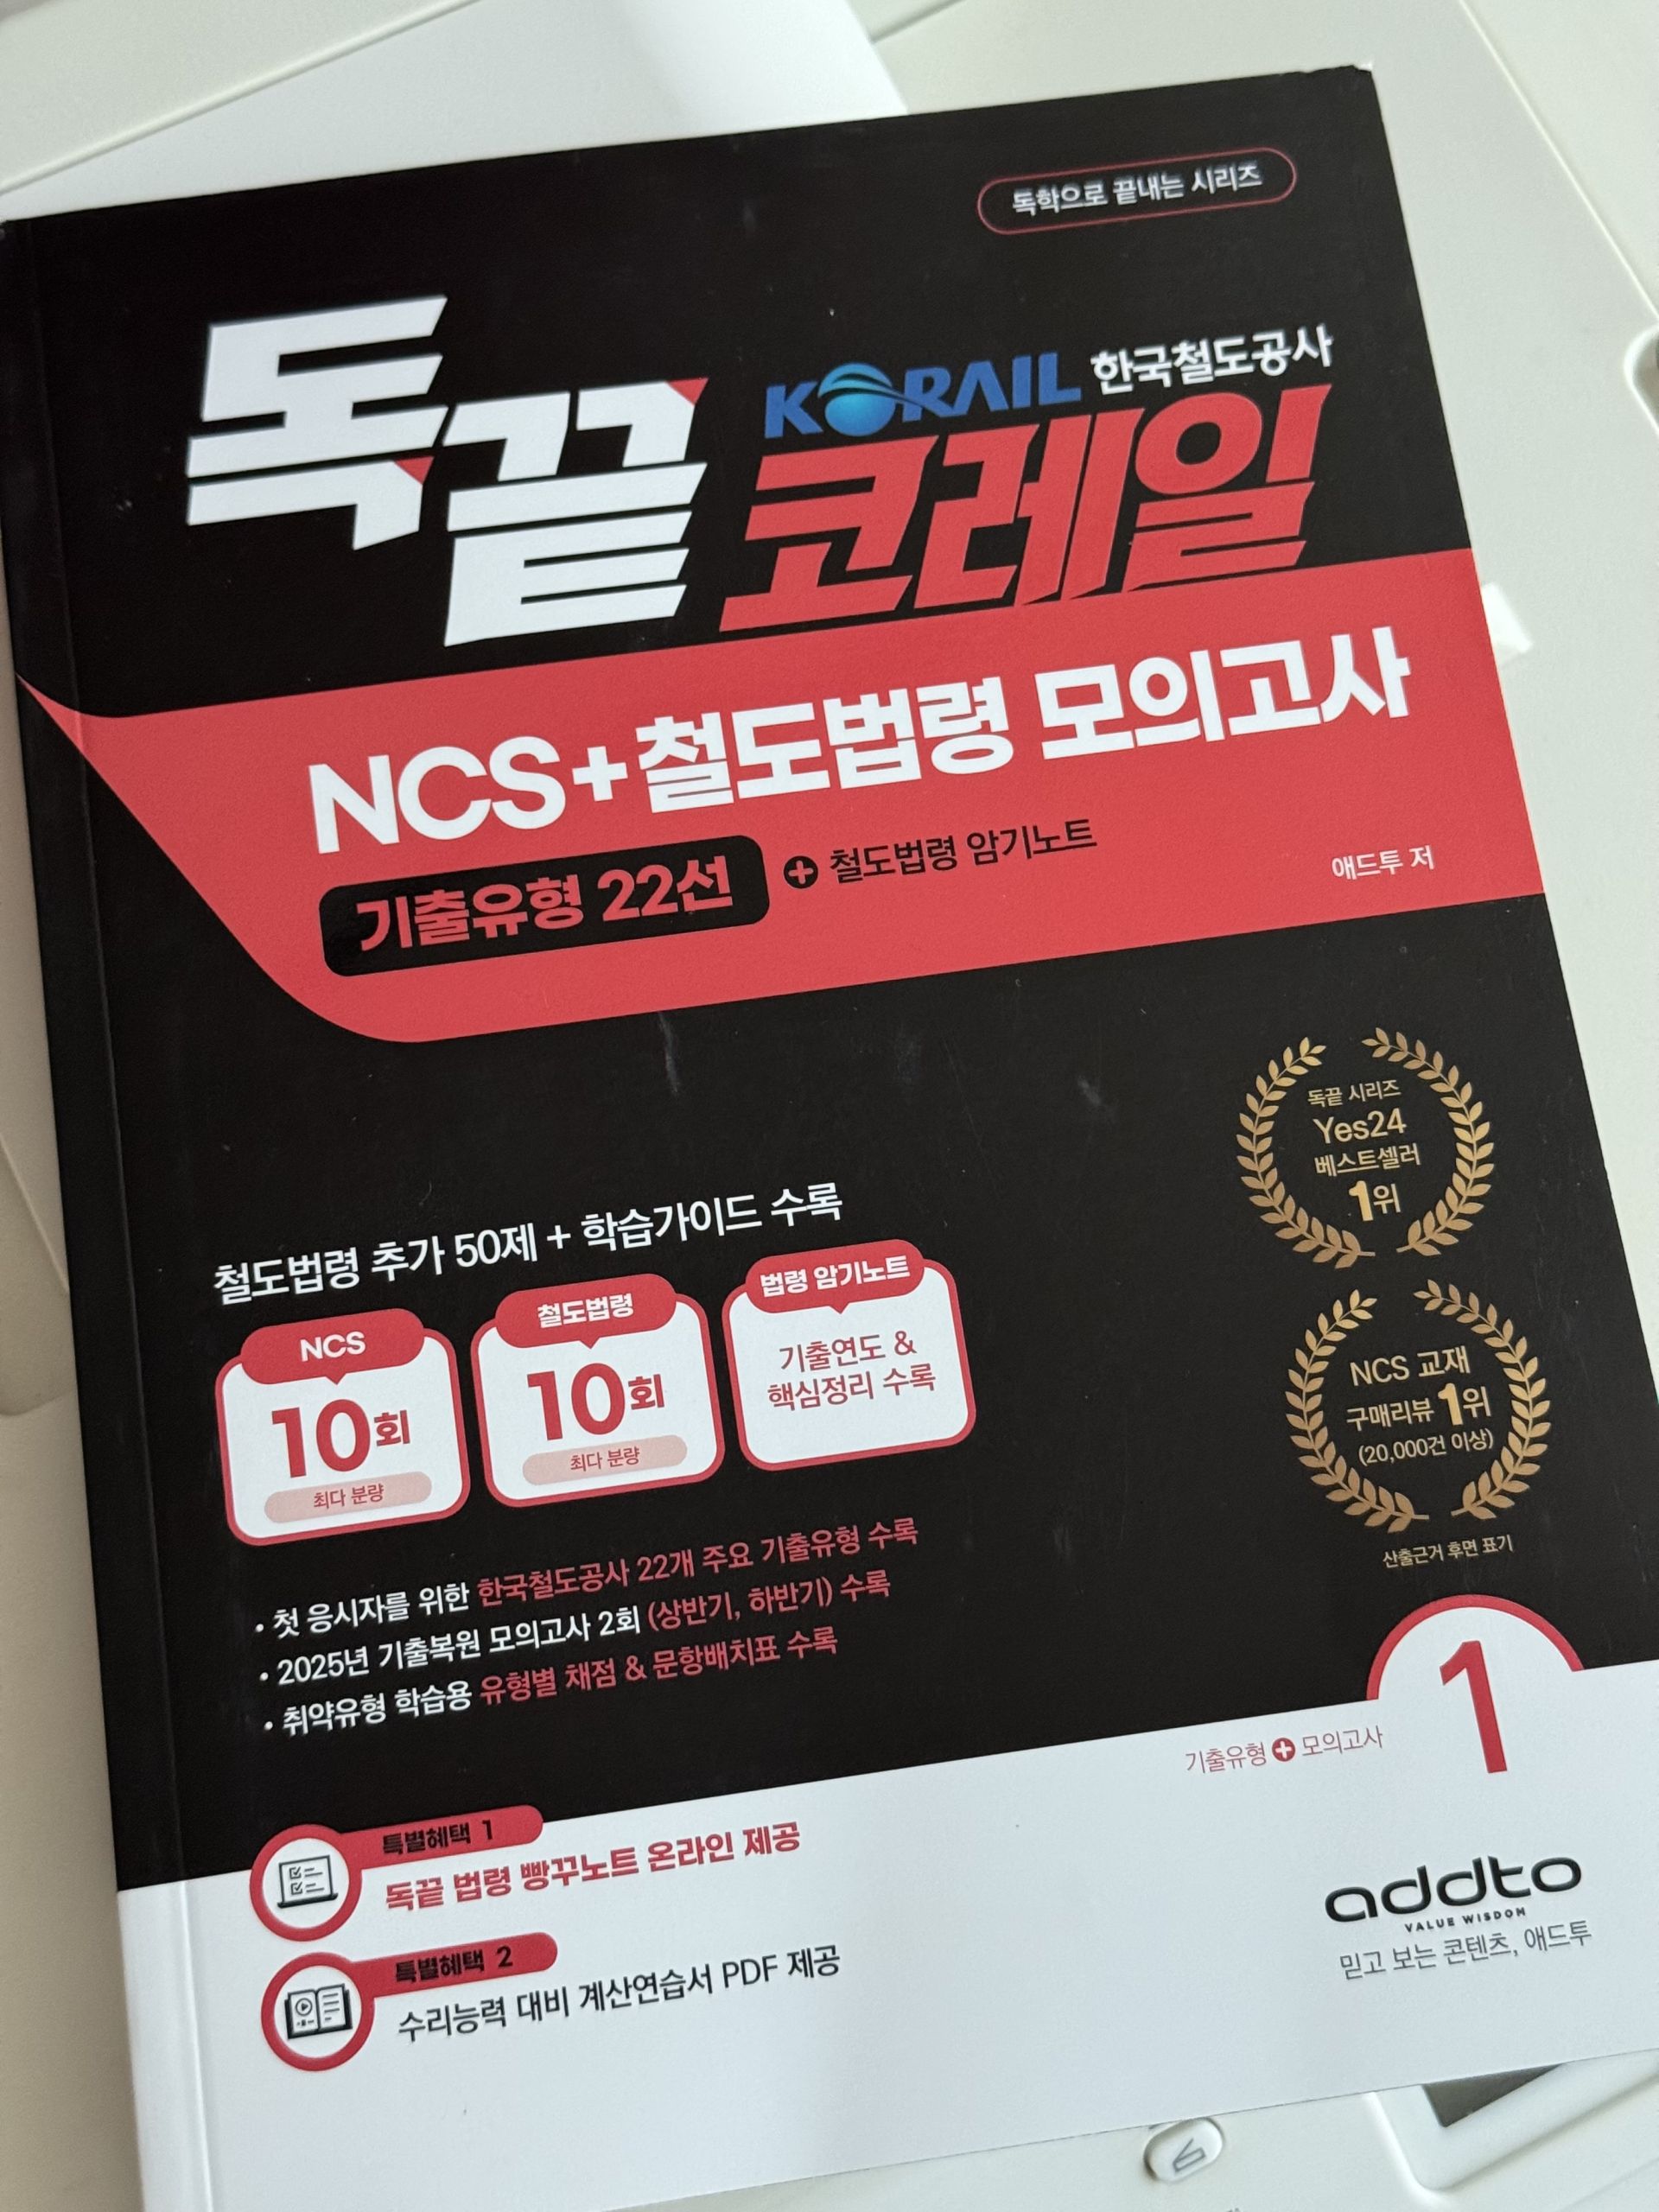 독학으로 끝내는 시리즈
독끝 KORAIL 한국철도공사
코레일
NCS+철도법령 모의고사
기출유형 22선 + 철도법령 암기노트
애드투 저
독끝 시리즈
Yes24
베스트셀러
1위
NCS 교재
구매리뷰 1위
(20,000건 이상)
산출근거 후면 표기
철도법령 추가 50제 + 학습가이드 수록
NCS
10회
최다 분량
철도법령
10회
최다 분량
법령 암기노트
기출연도 &
핵심정리 수록
• 첫 응시자를 위한 한국철도공사 22개 주요 기출유형 수록
• 2025년 기출복원 모의고사 2회 (상반기, 하반기) 수록
• 취약유형 학습용 유형별 채점 & 문항배치표 수록
기출유형 + 모의고사
1
특별혜택 1
독끝 법령 빵꾸노트 온라인 제공
특별혜택 2
수리능력 대비 계산연습서 PDF 제공
addto
VALUE WISDOM
믿고 보는 콘텐츠, 애드투